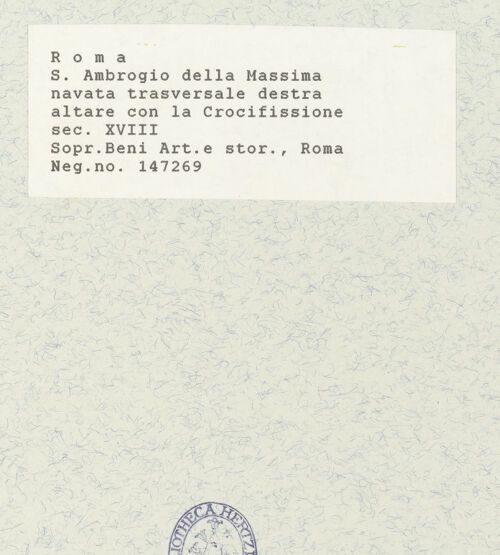 R o m a
S. Ambrogio della Massima
navata trasversale destra
altare con la Crocifissione
sec. XVIII
Sopr.Beni Art.e stor., Roma
Neg.no. 147269